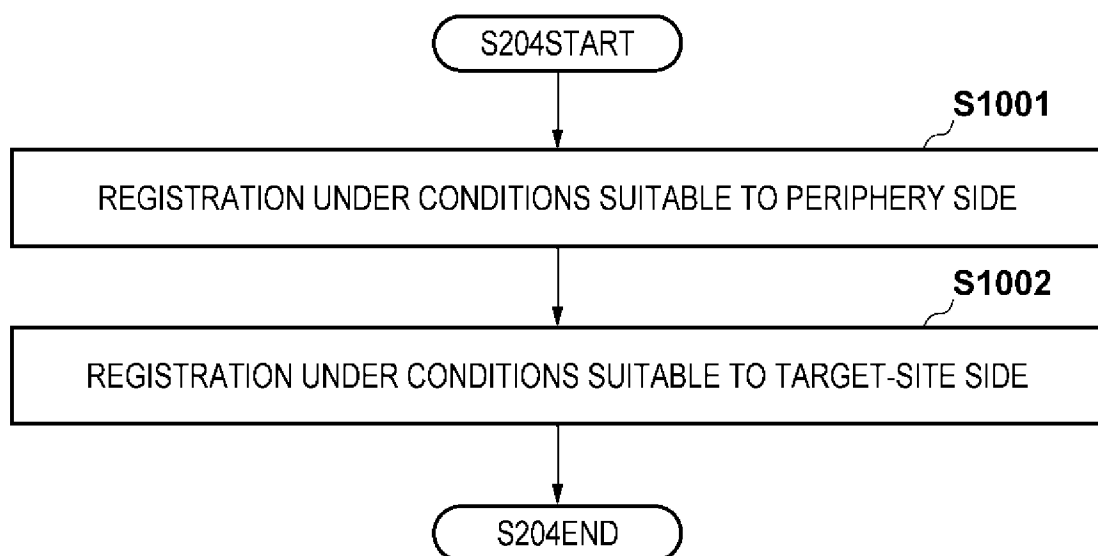 S204START
S1001
REGISTRATION UNDER CONDITIONS SUITABLE TO PERIPHERY SIDE
S1002
REGISTRATION UNDER CONDITIONS SUITABLE TO TARGET-SITE SIDE
S204END